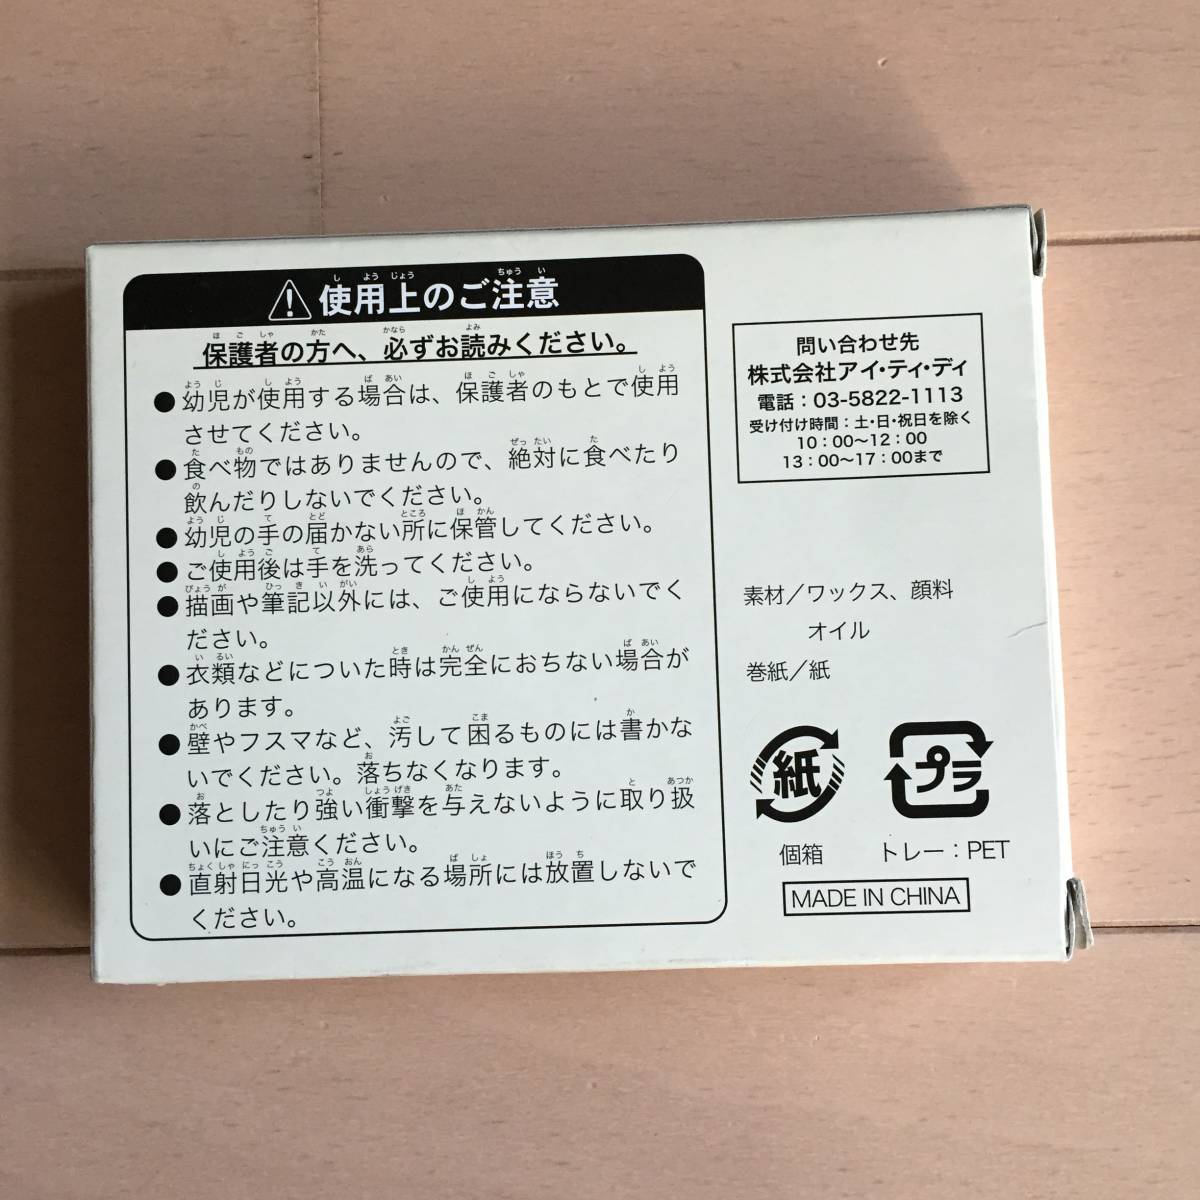 使用上のご注意
保護者の方へ、必ずお読みください。
●幼児が使用する場合は、保護者のもとで使用
させてください。
●食べ物ではありませんので、絶対に食べたり
飲んだりしないでください。
●幼児の手の届かない所に保管してください。
●ご使用後は手を洗ってください。
●描画や筆記以外には、ご使用にならないでく
ださい。
●衣類などについた時は完全におちない場合が
あります。
●壁やフスマなど、汚して困るものには書かな
いでください。落ちなくなります。
●落としたり強い衝撃を与えないように取り扱
いにご注意ください。
●直射日光や高温になる場所には放置しないで
ください。
問い合わせ先
株式会社アイ・ティ・ディ
電話：03-5822-1113
受け付け時間：土・日・祝日を除く
10：00〜12：00
13：00〜17：00まで
素材／ワックス、顔料
オイル
巻紙／紙
紙
プラ
個箱
トレー：PET
MADE IN CHINA